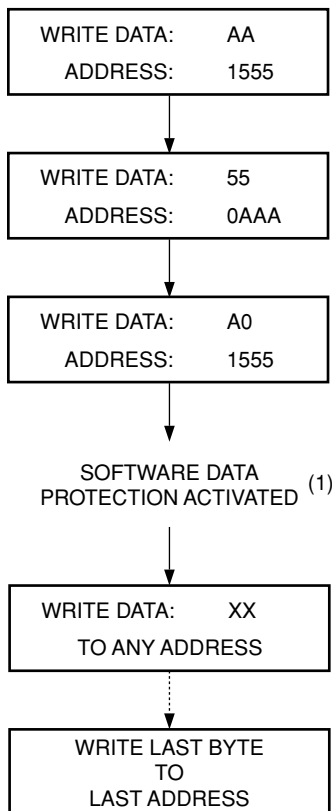 WRITE DATA: AA
ADDRESS: 1555
WRITE DATA: 55
ADDRESS: 0AAA
WRITE DATA: A0
ADDRESS: 1555
SOFTWARE DATA
PROTECTION ACTIVATED (1)
WRITE DATA: XX
TO ANY ADDRESS
WRITE LAST BYTE
TO
LAST ADDRESS